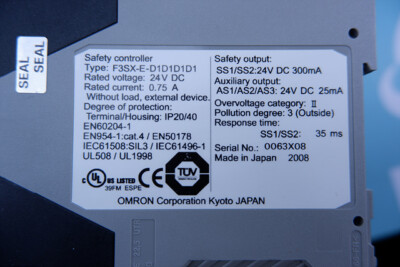 SEAL
SEAL
Safety controller
Type: F3SX-E-D1D1D1D1
Rated voltage: 24V DC
Rated current: 0.75 A
Without load, external device.
Degree of protection:
Terminal/Housing: IP20/40
EN60204-1
EN954-1:cat.4 / EN50178
IEC61508:SIL3 / IEC61496-1
UL508 / UL1998
Safety output:
SS1/SS2:24V DC 300mA
Auxiliary output:
AS1/AS2/AS3: 24V DC 25mA
Overvoltage category: II
Pollution degree: 3 (Outside)
Response time:
SS1/SS2: 35 ms
Serial No.: 0063X08
Made in Japan 2008
C UL US LISTED
39FM ESPE
CE
TÜV
OMRON Corporation Kyoto JAPAN